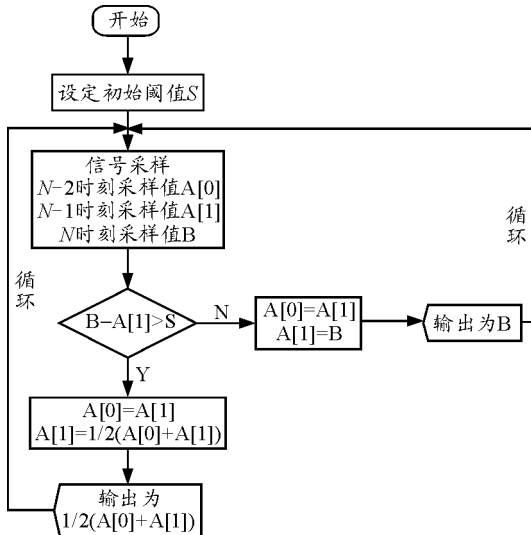 开始
设定初始阈值S
信号采样
N-2时刻采样值A[0]
N-1时刻采样值A[1]
N时刻采样值B
循环
循环
B-A[1]>S
N
A[0]=A[1]
A[1]=B
输出为B
Y
A[0]=A[1]
A[1]=1/2(A[0]+A[1])
输出为
1/2(A[0]+A[1])